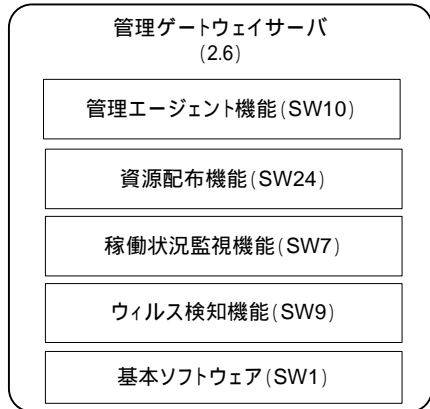 管理ゲートウェイサーバ
(2.6)
管理エージェント機能(SW10)
資源配布機能(SW24)
稼働状況監視機能(SW7)
ウィルス検知機能(SW9)
基本ソフトウェア(SW1)